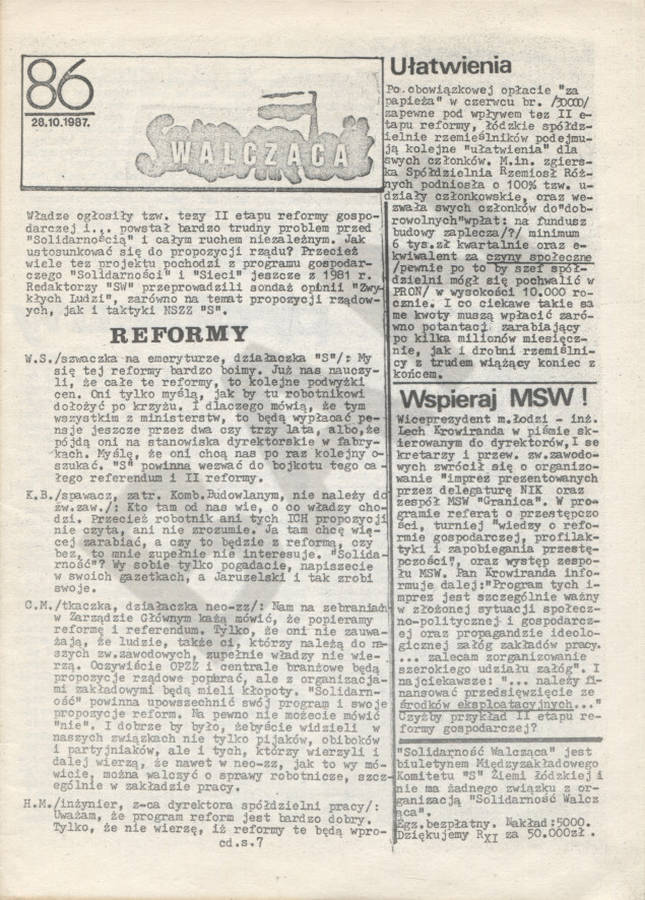 86
28.10.1987.
WALCZĄCA
Władze ogłosiły tzw. tezy II etapu reformy gospo-
darczej i... powstał bardzo trudny problem przed
"Solidarnością" i całym ruchem niezależnym. Jak
ustosunkować się do propozycji rządu? Przecież
wiele tez projektu pochodzi z programu gospodar-
czego "Solidarności" i "Sieci" jeszcze z 1981 r.
Redaktorzy "SW" przeprowadzili sondaż opinii "Zwy-
kłych Ludzi", zarówno na temat propozycji rządow-
ych, jak i taktyki NSZZ "S".
REFORMY
W.S./szwaczka na emeryturze, działaczka "S"/: My
się tej reformy bardzo boimy. Już nas nauczy-
li, że całe te reformy, to kolejne podwyżki
cen. Oni tylko myślą, jak by tu robotnikowi
dołożyć po krzyżu. I dlaczego mówią, że tym
wszystkim z ministerstw, to będą wypłacać pe-
nsje jeszcze przez dwa czy trzy lata, albo,że
pójdą oni na stanowiska dyrektorskie w fabry-
kach. Myślę, że oni chcą nas po raz kolejny o-
szukać. "S" powinna wezwać do bojkotu tego ca-
łego referendum i II reformy.
K.B./spawacz, zatr. Komb.Budowlanym, nie należy do
zw.zaw./: Kto tam od nas wie, o co władzy cho-
dzi. Przecież robotnik ani tych ICH propozycji
nie czyta, ani nie zrozumie. Ja tam chcę wię-
cej zarabiać, a czy to będzie z reformą, czy
bez, to mnie zupełnie nie interesuje. "Solida-
rność"? Wy sobie tylko pogadacie, napiszecie
w swoich gazetkach, a Jaruzelski i tak zrobi
swoje.
C.M./tkaczka, działaczka neo-zz/: Nam na zebraniach
w Zarządzie Głównym każą mówić, że popieramy
reformę i referendum. Tylko, że oni nie zauwa-
żają, że ludzie, także ci, którzy należą do na-
szych zw.zawodowych, zupełnie władzy nie wie-
rzą. Oczywiście OPZZ i centrale branżowe będą
propozycje rządowe popierać, ale z organizacja-
mi zakładowymi będą mieli kłopoty. "Solidarn-
ość" powinna upowszechnić swój program i swoje
propozycje reform. Na pewno nie możecie mówić
"nie". I dobrze by było, żebyście widzieli w
naszych związkach nie tylko pijaków, obiboków
i partyjniaków, ale i tych, którzy wierzyli i
dalej wierzą, że nawet w neo-zz, jak to wy mó-
wicie, można walczyć o sprawy robotnicze, szcz-
ególnie w zakładzie pracy.
H.M./inżynier, z-ca dyrektora spółdzielni pracy/:
Uważam, że program reform jest bardzo dobry.
Tylko, że nie wierzę, iż reformy te będą wpro-
cd.s.7
Ułatwienia
Po obowiązkowej opłacie "za
papieża" w czerwcu br. /3000/
zapewne pod wpływem tez II e-
tapu reformy, łódzkie spółdz-
ielnie rzemieślników podejmu-
ją kolejne "ułatwienia" dla
swych członków. M.in. zgiers-
ka Spółdzielnia Rzemiosł Róż-
nych podniosła o 100% tzw. u-
działy członkowskie, oraz we-
zwała swych członków do"dob-
rowolnych"wpłat: na fundusz
budowy zaplecza/?/ minimum
6 tys.zł kwartalnie oraz e-
kwiwalent za czyny społeczne
/pewnie po to by szef spół-
dzielni mógł się pochwalić w
PRON/ w wysokości 10.000 ro-
cznie. I co ciekawe takie sa
me kwoty muszą wpłacić zaró-
wno potentaci zarabiający
po kilka milionów miesięcz-
nie, jak i drobni rzemieślni-
cy z trudem wiążący koniec z
końcem.
Wspieraj MSW !
Wiceprezydent m.Łodzi - inż.
Lech Krowiranda w piśmie sk-
ierowanym do dyrektorów,I se
kretarzy i przew. zw.zawodo-
wych zwrócił się o organizo-
wanie "imprez prezentowanych
przez delegaturę NIK oraz
zespół MSW "Granica". W pro-
gramie referat o przestępczo
ści, turniej "wiedzy o refo-
rmie gospodarczej, profilak-
tyki i zapobiegania przestę-
pczości", oraz występ zespo-
łu MSW. Pan Krowiranda info-
rmuje dalej:"Program tych i-
mprez jest szczególnie ważny
w złożonej sytuacji społecz-
no-politycznej i gospodarcz-
ej oraz propagandzie ideolo-
gicznej załóg zakładów pracy.
... zalecam zorganizowanie
szerokiego udziału załóg". I
najciekawsze: "... należy fi-
nansować przedsięwzięcie ze
środków eksploatacyjnych..."
Czyżby przykład II etapu re-
formy gospodarczej?
"Solidarność Walcząca" jest
biuletynem Międzyzakładowego
Komitetu "S" Ziemi Łódzkiej i
nie ma żadnego związku z or-
ganizacją "Solidarność Walcz
ąca".
Egz.bezpłatny. Nakład:5000.
Dziękujemy RXI za 50.000zł.